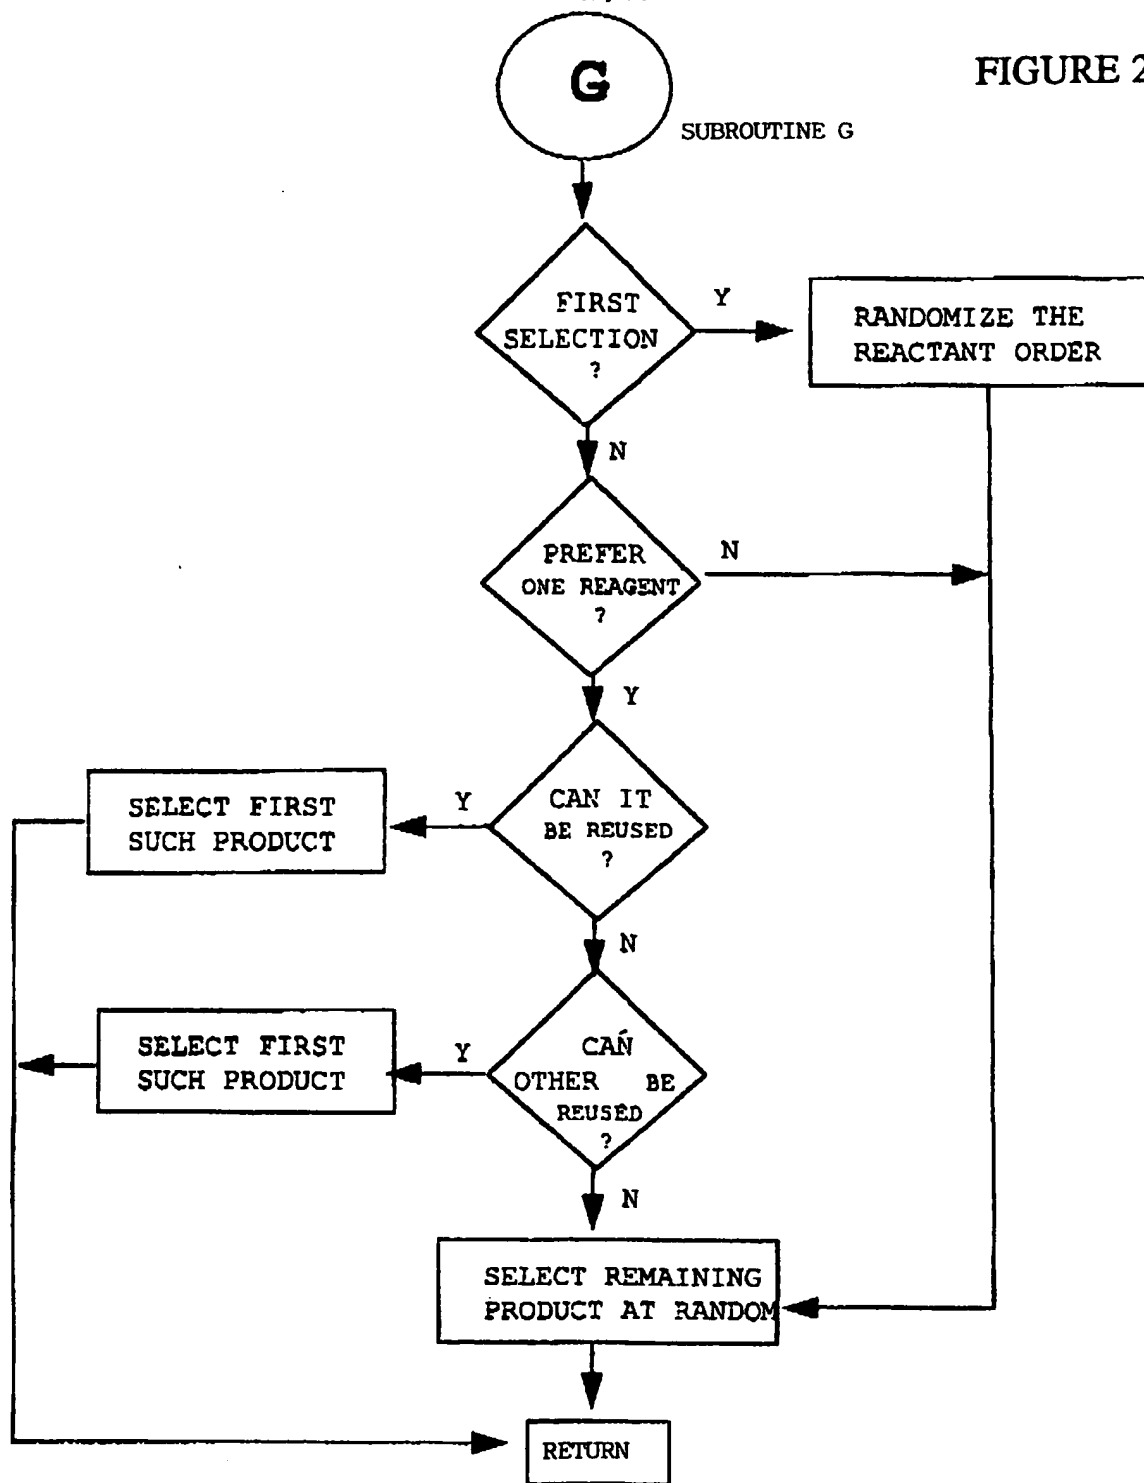 G
FIGURE 2
SUBROUTINE G
FIRST
SELECTION
?
Y
RANDOMIZE THE
REACTANT ORDER
N
PREFER
ONE REAGENT
?
N
Y
CAN IT
BE REUSED
?
Y
SELECT FIRST
SUCH PRODUCT
N
CAN
OTHER BE
REUSED
?
Y
SELECT FIRST
SUCH PRODUCT
N
SELECT REMAINING
PRODUCT AT RANDOM
RETURN